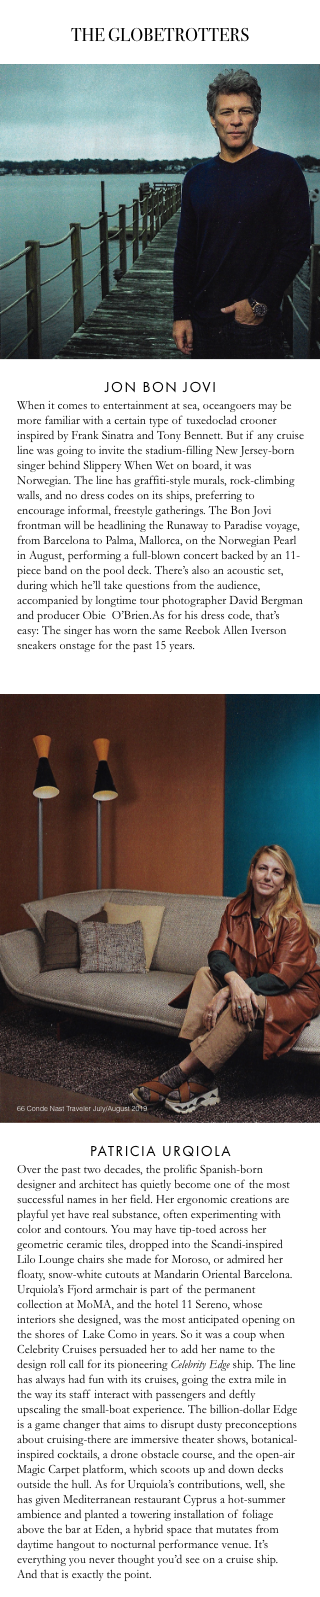 THE GLOBETROTTERS
JON BON JOVI
When it comes to entertainment at sea, oceangoers may be
more familiar with a certain type of tuxedoclad crooner
inspired by Frank Sinatra and Tony Bennett. But if any cruise
line was going to invite the stadium-filling New Jersey-born
singer behind Slippery When Wet on board, it was
Norwegian. The line has graffiti-style murals, rock-climbing
walls, and no dress codes on its ships, preferring to
encourage informal, freestyle gatherings. The Bon Jovi
frontman will be headlining the Runaway to Paradise voyage,
from Barcelona to Palma, Mallorca, on the Norwegian Pearl
in August, performing a full-blown concert backed by an 11-
piece band on the pool deck. There's also an acoustic set,
during which he'll take questions from the audience,
accompanied by longtime tour photographer David Bergman
and producer Obie O'Brien.As for his dress code, that's
easy: The singer has worn the same Reebok Allen Iverson
sneakers onstage for the past 15 years.
66 Conde Nast Traveler July/August 2019
PATRICIA URQIOLA
Over the past two decades, the prolific Spanish-born
designer and architect has quietly become one of the most
successful names in her field. Her ergonomic creations are
playful yet have real substance, often experimenting with
color and contours. You may have tip-toed across her
geometric ceramic tiles, dropped into the Scandi-inspired
Lilo Lounge chairs she made for Moroso, or admired her
floaty, snow-white cutouts at Mandarin Oriental Barcelona.
Urquiola's Fjord armchair is part of the permanent
collection at MoMA, and the hotel 11 Sereno, whose
interiors she designed, was the most anticipated opening on
the shores of Lake Como in years. So it was a coup when
Celebrity Cruises persuaded her to add her name to the
design roll call for its pioneering Celebrity Edge ship. The line
has always had fun with its cruises, going the extra mile in
the way its staff interact with passengers and deftly
upscaling the small-boat experience. The billion-dollar Edge
is a game changer that aims to disrupt dusty preconceptions
about cruising-there are immersive theater shows, botanical-
inspired cocktails, a drone obstacle course, and the open-air
Magic Carpet platform, which scoots up and down decks
outside the hull. As for Urquiola's contributions, well, she
has given Mediterranean restaurant Cyprus a hot-summer
ambience and planted a towering installation of foliage
above the bar at Eden, a hybrid space that mutates from
daytime hangout to nocturnal performance venue. It's
everything you never thought you'd see on a cruise ship.
And that is exactly the point.